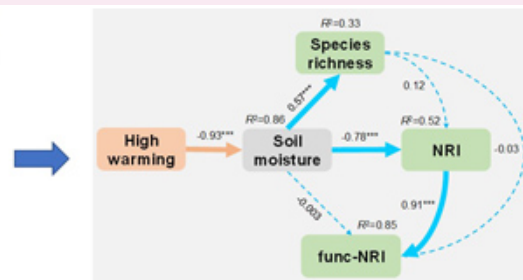 R²=0.33
Species
richness
0.57***
0.12
R²=0.86
R²=0.52
High
warming
-0.93***
Soil
moisture
-0.78***
NRI
-0.03
-0.003
0.91***
R²=0.85
func-NRI